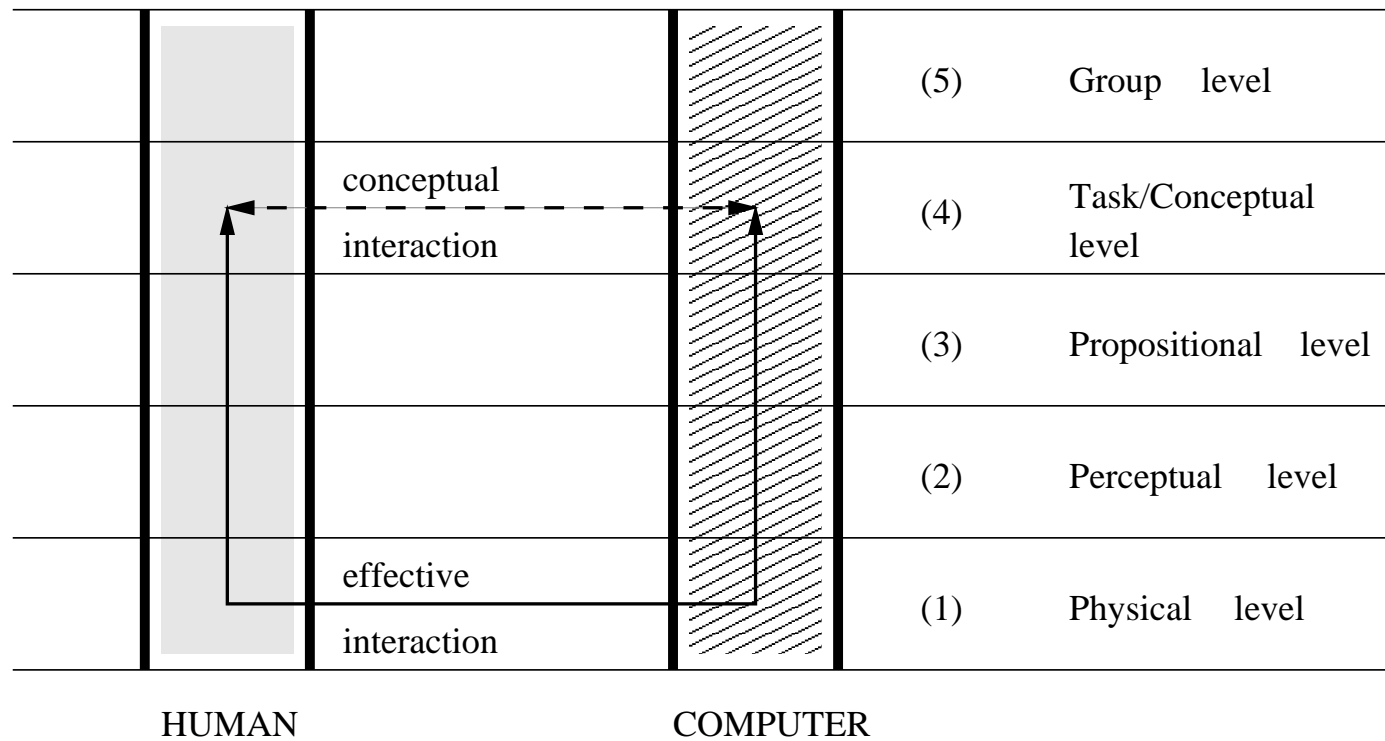 (5) Group level
conceptual
(4) Task/Conceptual
level
interaction
(3) Propositional level
(2) Perceptual level
effective
(1) Physical level
interaction
HUMAN COMPUTER